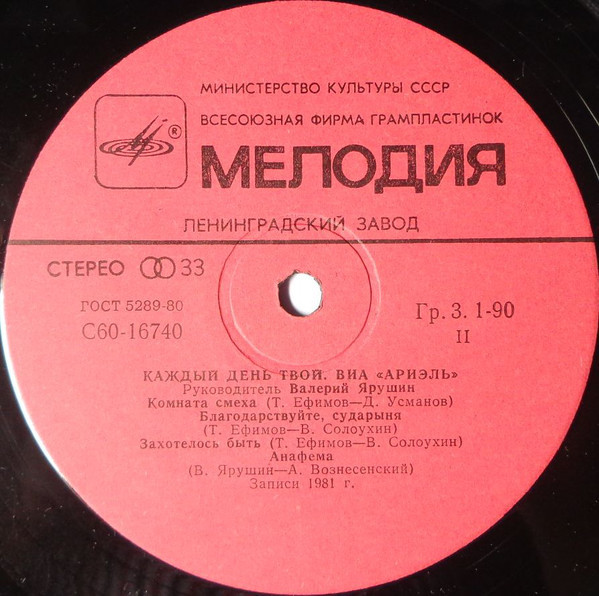 МИНИСТЕРСТВО КУЛЬТУРЫ СССР
ВСЕСОЮЗНАЯ ФИРМА ГРАМПЛАСТИНОК
®
МЕЛОДИЯ
ЛЕНИНГРАДСКИЙ ЗАВОД
СТЕРЕО 33
ГОСТ 5289-80
С60-16740
Гр. 3. 1-90
II
КАЖДЫЙ ДЕНЬ ТВОЙ. ВИА «АРИЭЛЬ»
Руководитель Валерий Ярушин
Комната смеха (Т. Ефимов—Д. Усманов)
Благодарствуйте, сударыня
(Т. Ефимов—В. Солоухин)
Захотелось быть (Т. Ефимов—В. Солоухин)
Анафема
(В. Ярушин—А. Вознесенский)
Записи 1981 г.